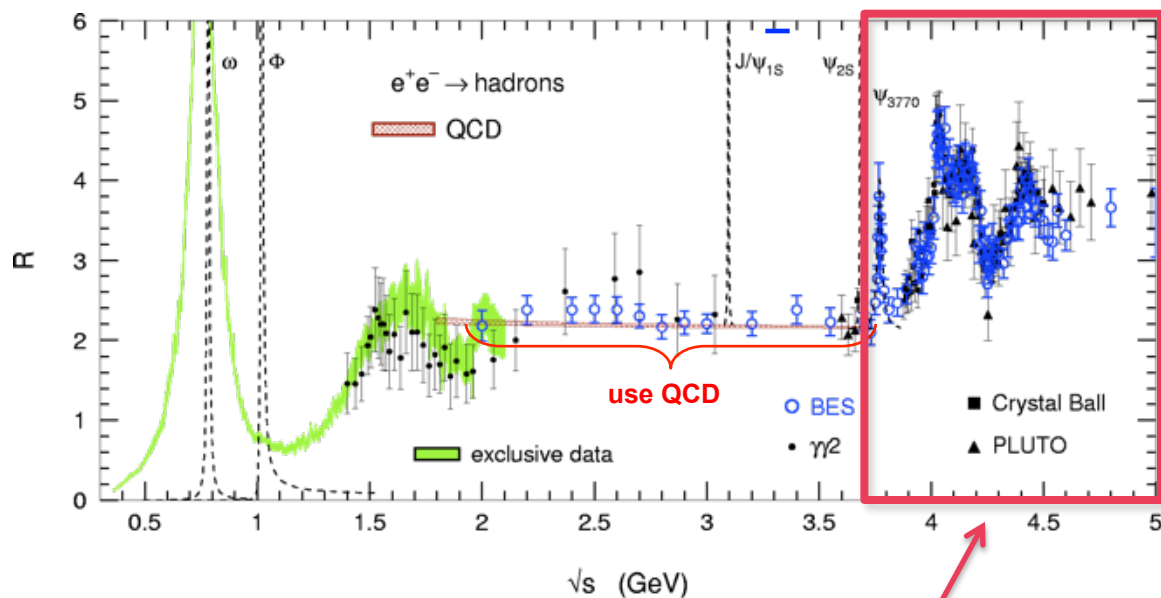 6
5
4
3
2
1
0
R
ω
Φ
e⁺e⁻ → hadrons
QCD
J/ψ1S
ψ2S
ψ3770
use QCD
BES
γγ2
Crystal Ball
PLUTO
exclusive data
0.5 1 1.5 2 2.5 3 3.5 4 4.5 5
√s (GeV)